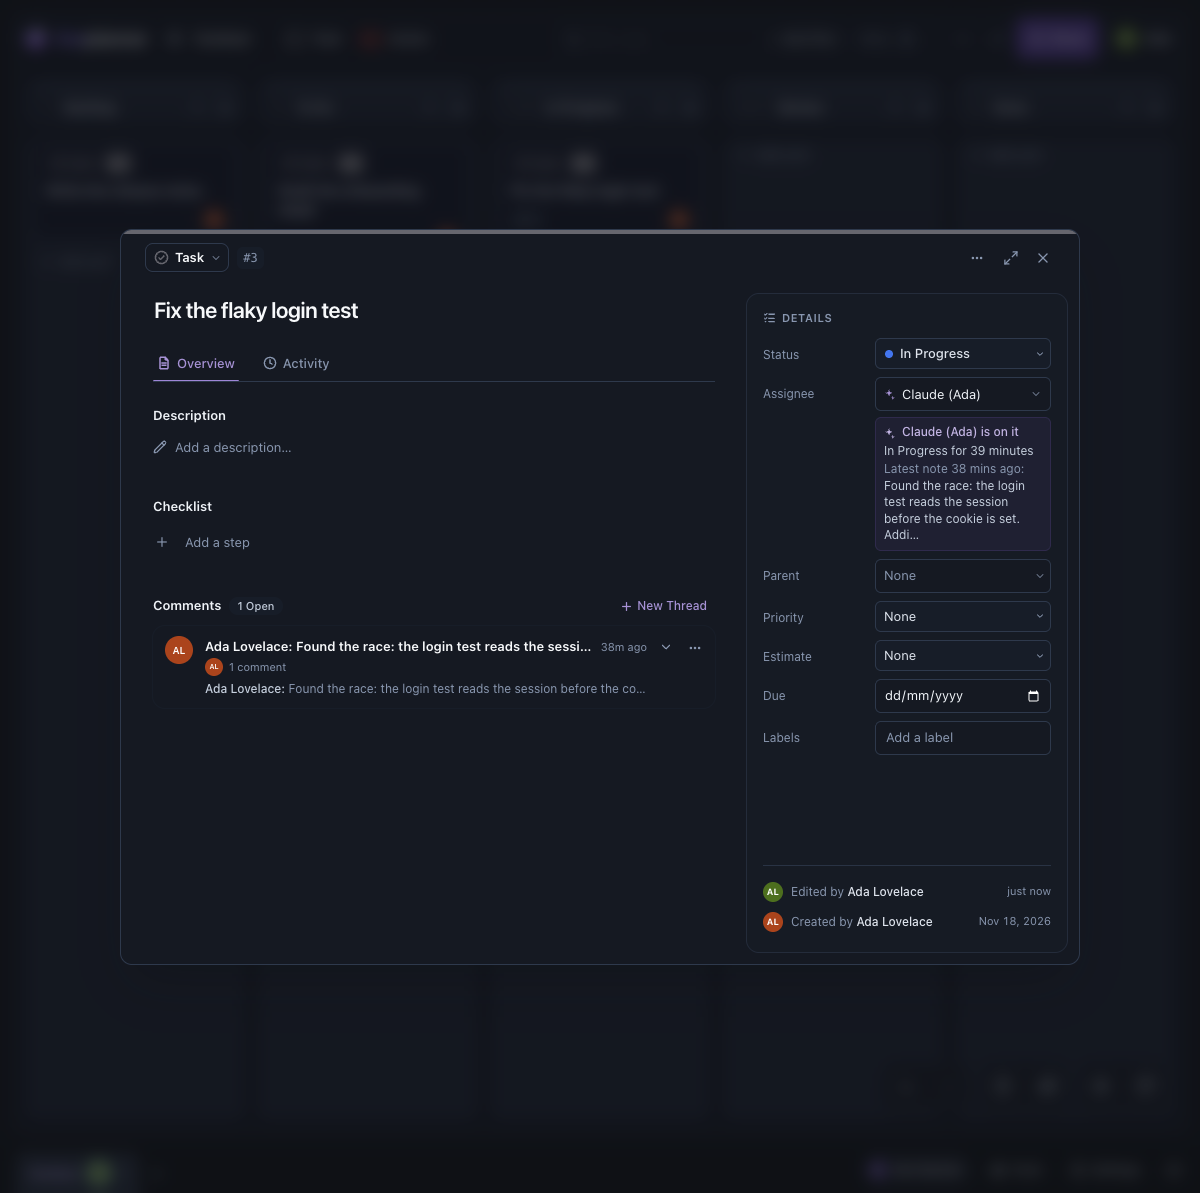 Task
#3
Fix the flaky login test
Overview
Activity
Description
Add a description...
Checklist
Add a step
Comments
1 Open
New Thread
AL
Ada Lovelace: Found the race: the login test reads the sessi...
38m ago
AL
1 comment
Ada Lovelace: Found the race: the login test reads the session before the co...
DETAILS
Status
In Progress
Assignee
Claude (Ada)
Claude (Ada) is on it
In Progress for 39 minutes
Latest note 38 mins ago:
Found the race: the login
test reads the session
before the cookie is set.
Addi...
Parent
None
Priority
None
Estimate
None
Due
dd/mm/yyyy
Labels
Add a label
AL
Edited by Ada Lovelace
just now
AL
Created by Ada Lovelace
Nov 18, 2026